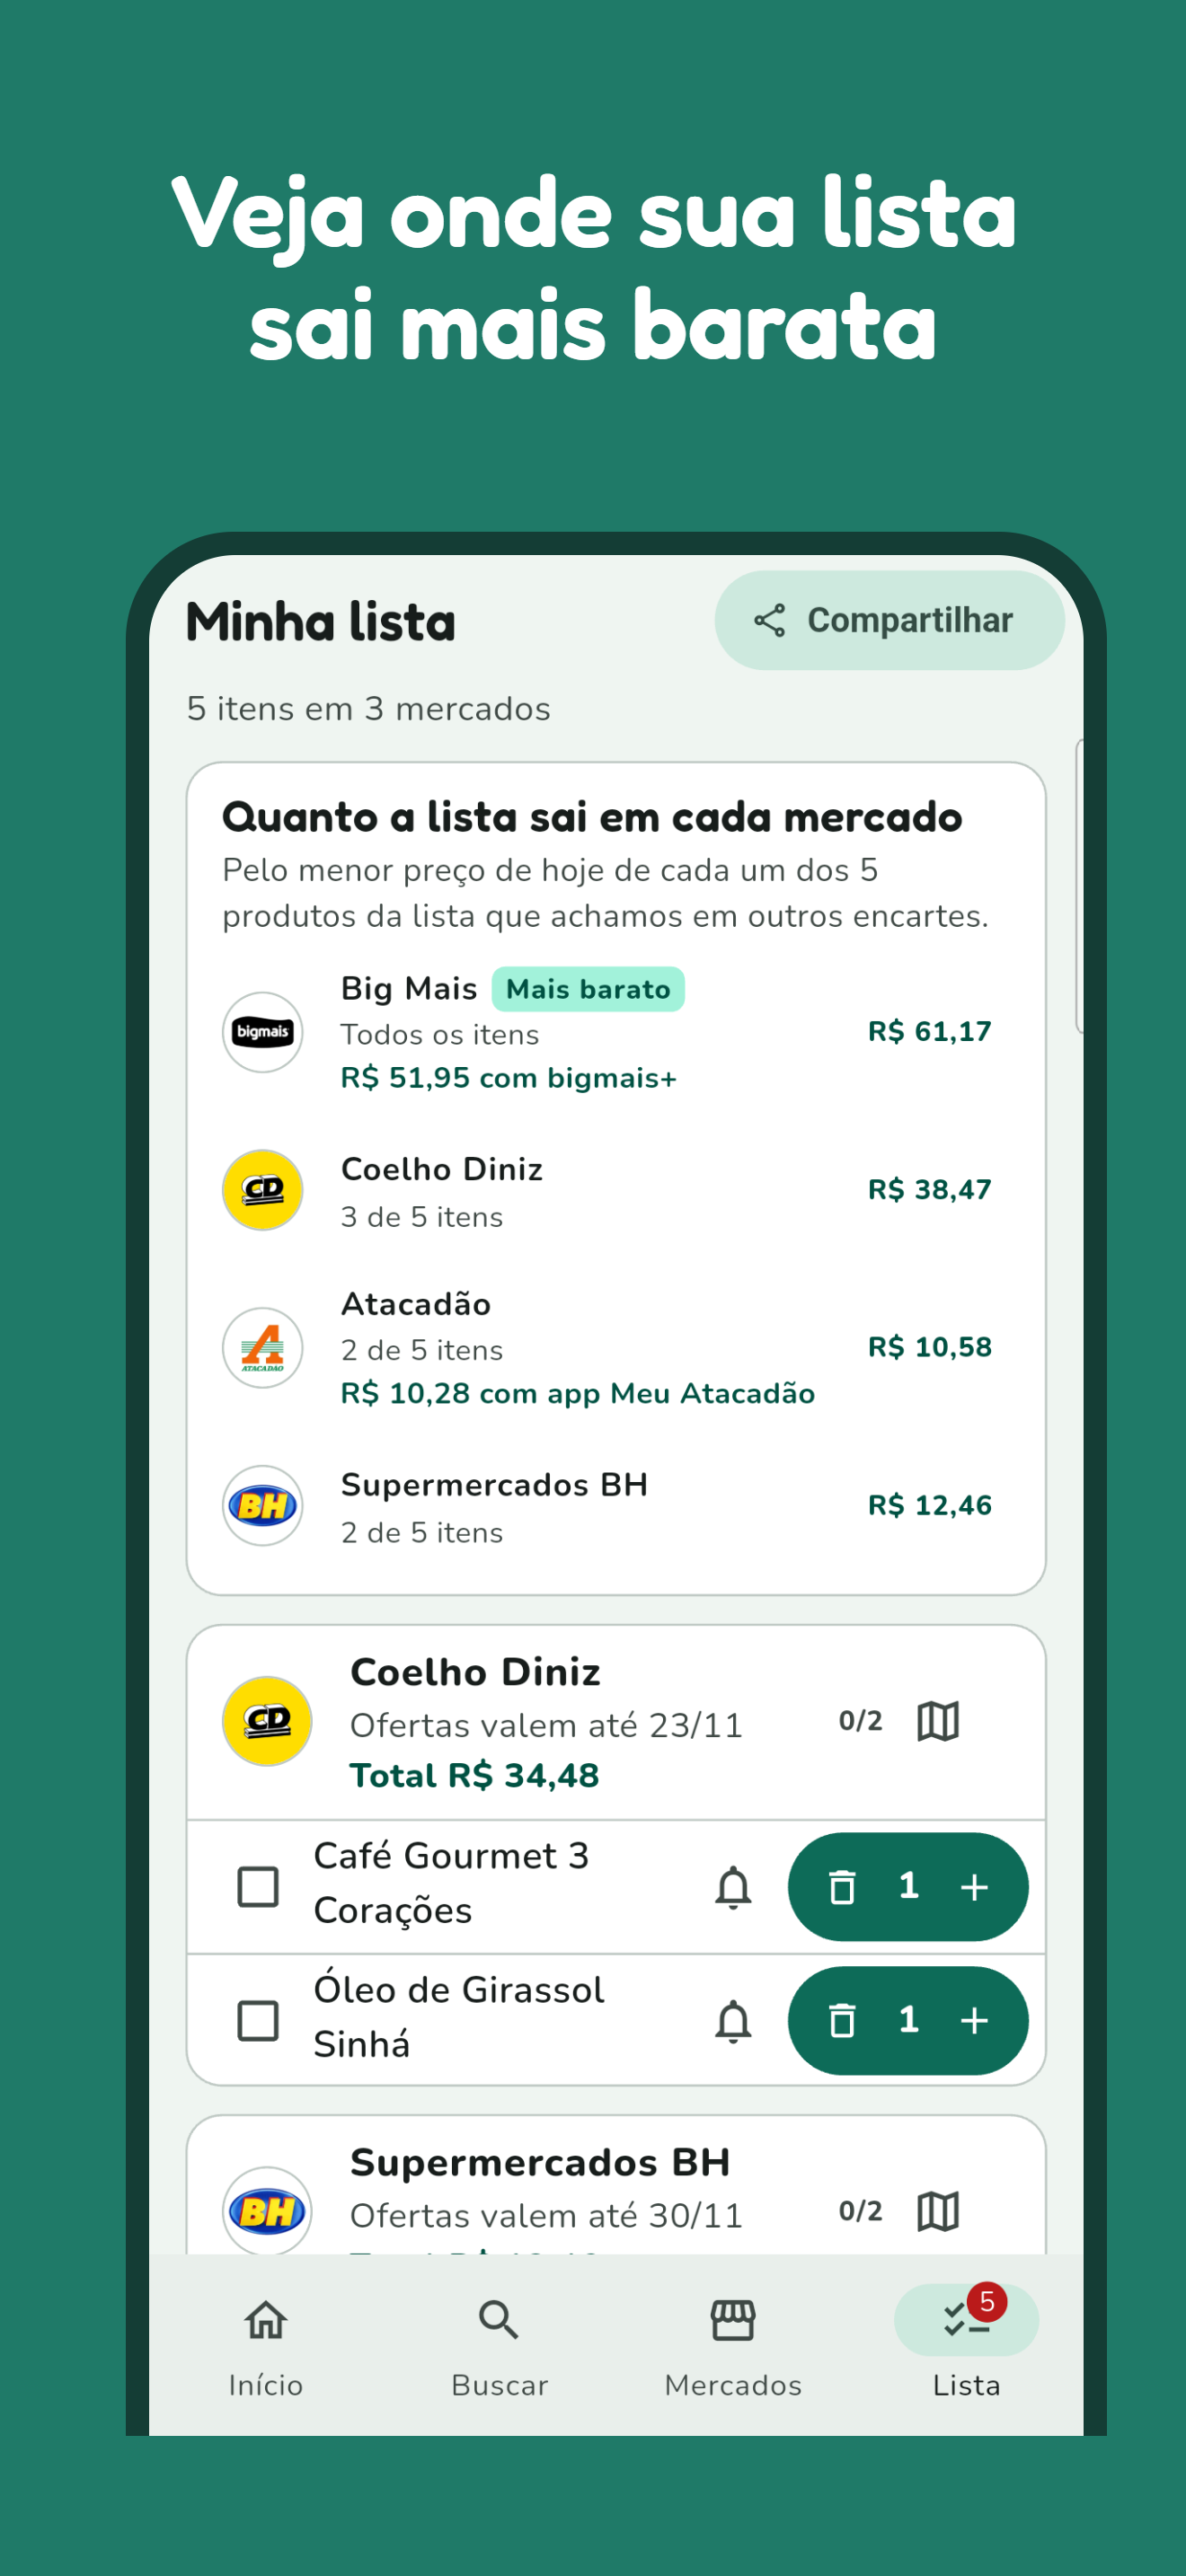 Veja onde sua lista
sai mais barata
Minha lista
Compartilhar
5 itens em 3 mercados
Quanto a lista sai em cada mercado
Pelo menor preço de hoje de cada um dos 5
produtos da lista que achamos em outros encartes.
bigmais
Big Mais Mais barato
Todos os itens
R$ 51,95 com bigmais+
R$ 61,17
CD
Coelho Diniz
3 de 5 itens
R$ 38,47
ATACADÃO
Atacadão
2 de 5 itens
R$ 10,28 com app Meu Atacadão
R$ 10,58
BH
Supermercados BH
2 de 5 itens
R$ 12,46
CD
Coelho Diniz
Ofertas valem até 23/11
Total R$ 34,48
0/2
Café Gourmet 3
Corações
1
Óleo de Girassol
Sinhá
1
BH
Supermercados BH
Ofertas valem até 30/11
0/2
Início
Buscar
Mercados
5
Lista